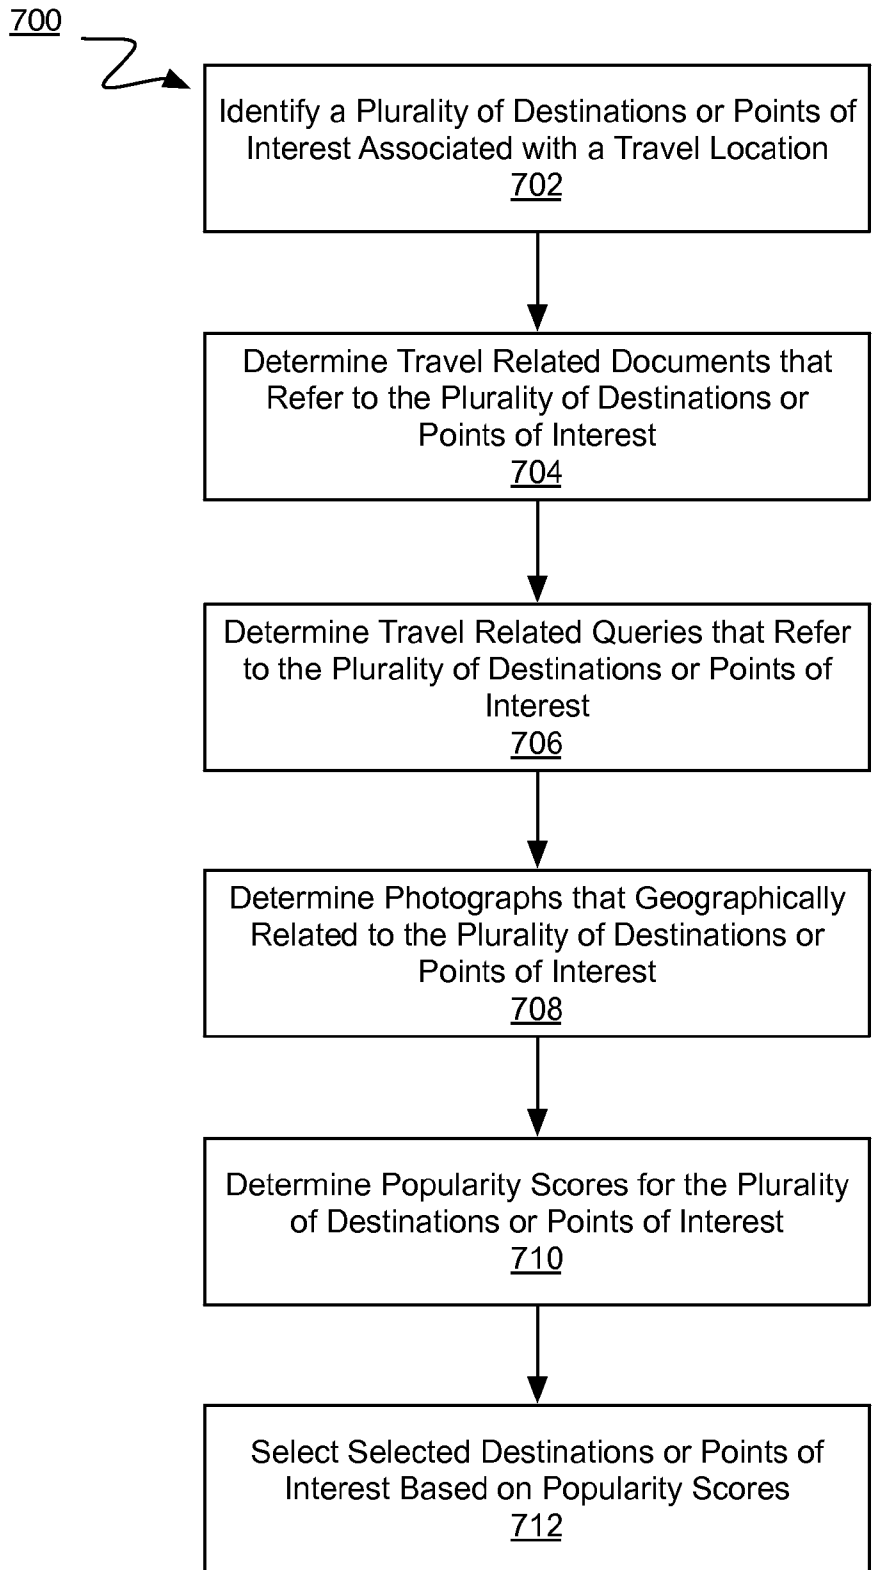 700
Identify a Plurality of Destinations or Points of
Interest Associated with a Travel Location
702
Determine Travel Related Documents that
Refer to the Plurality of Destinations or
Points of Interest
704
Determine Travel Related Queries that Refer
to the Plurality of Destinations or Points of
Interest
706
Determine Photographs that Geographically
Related to the Plurality of Destinations or
Points of Interest
708
Determine Popularity Scores for the Plurality
of Destinations or Points of Interest
710
Select Selected Destinations or Points of
Interest Based on Popularity Scores
712